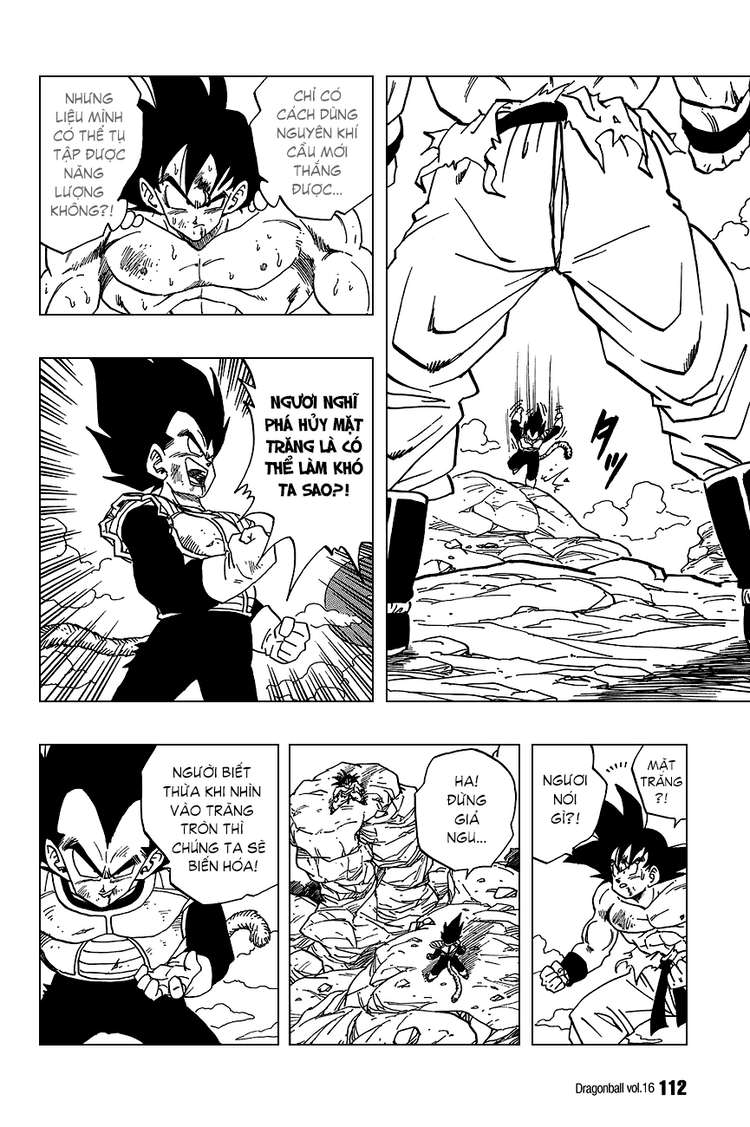 CHỈ CÓ
CÁCH DÙNG
NGUYÊN KHÍ
CẦU MỚI
THẮNG
ĐƯỢC...
NHƯNG
LIỆU MÌNH
CÓ THỂ TỤ
TẬP ĐƯỢC
NĂNG
LƯỢNG
KHÔNG?!
NGƯƠI NGHĨ
PHÁ HỦY MẶT
TRĂNG LÀ CÓ
THỂ LÀM KHÓ
TA SAO?!
MẶT
TRĂNG
?!
NGƯƠI
NÓI
GÌ?!
HA!
ĐỪNG
GIẢ
NGU...
NGƯỜI BIẾT
THỪA KHI NHÌN
VÀO TRĂNG
TRÒN THÌ
CHÚNG TA SẼ
BIẾN HÓA!
Dragonball vol.16 112